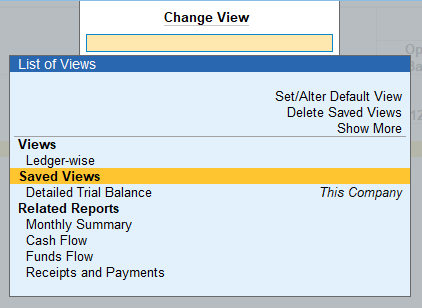 Change View
List of Views
Set/Alter Default View
Delete Saved Views
Show More
Views
Ledger-wise
Saved Views
Detailed Trial Balance This Company
Related Reports
Monthly Summary
Cash Flow
Funds Flow
Receipts and Payments